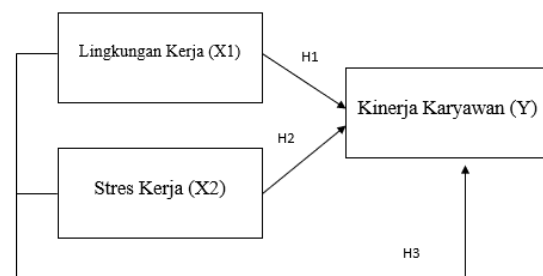 Lingkungan Kerja (X1)
H1
Kinerja Karyawan (Y)
H2
Stres Kerja (X2)
H3